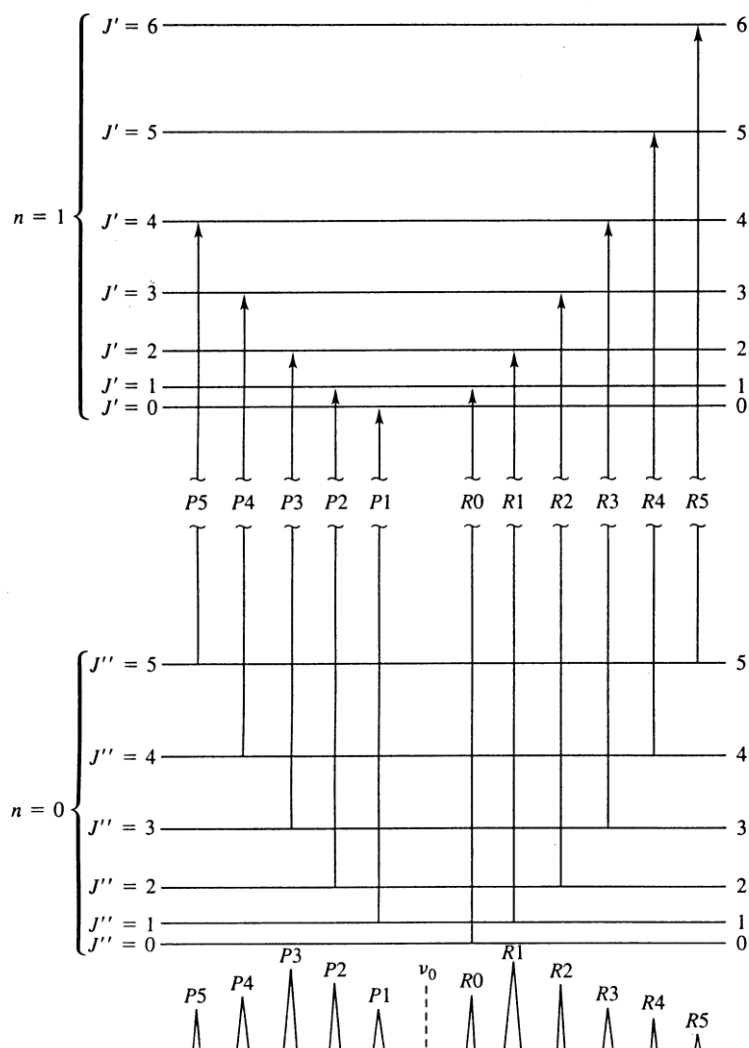 J' = 6 6
J' = 5 5
n = 1 J' = 4 4
J' = 3 3
J' = 2 2
J' = 1 1
J' = 0 0
P5 P4 P3 P2 P1 R0 R1 R2 R3 R4 R5
J'' = 5 5
J'' = 4 4
n = 0 J'' = 3 3
J'' = 2 2
J'' = 1 1
J'' = 0 0
P5 P4 P3 P2 P1 ν0 R0 R1 R2 R3 R4 R5